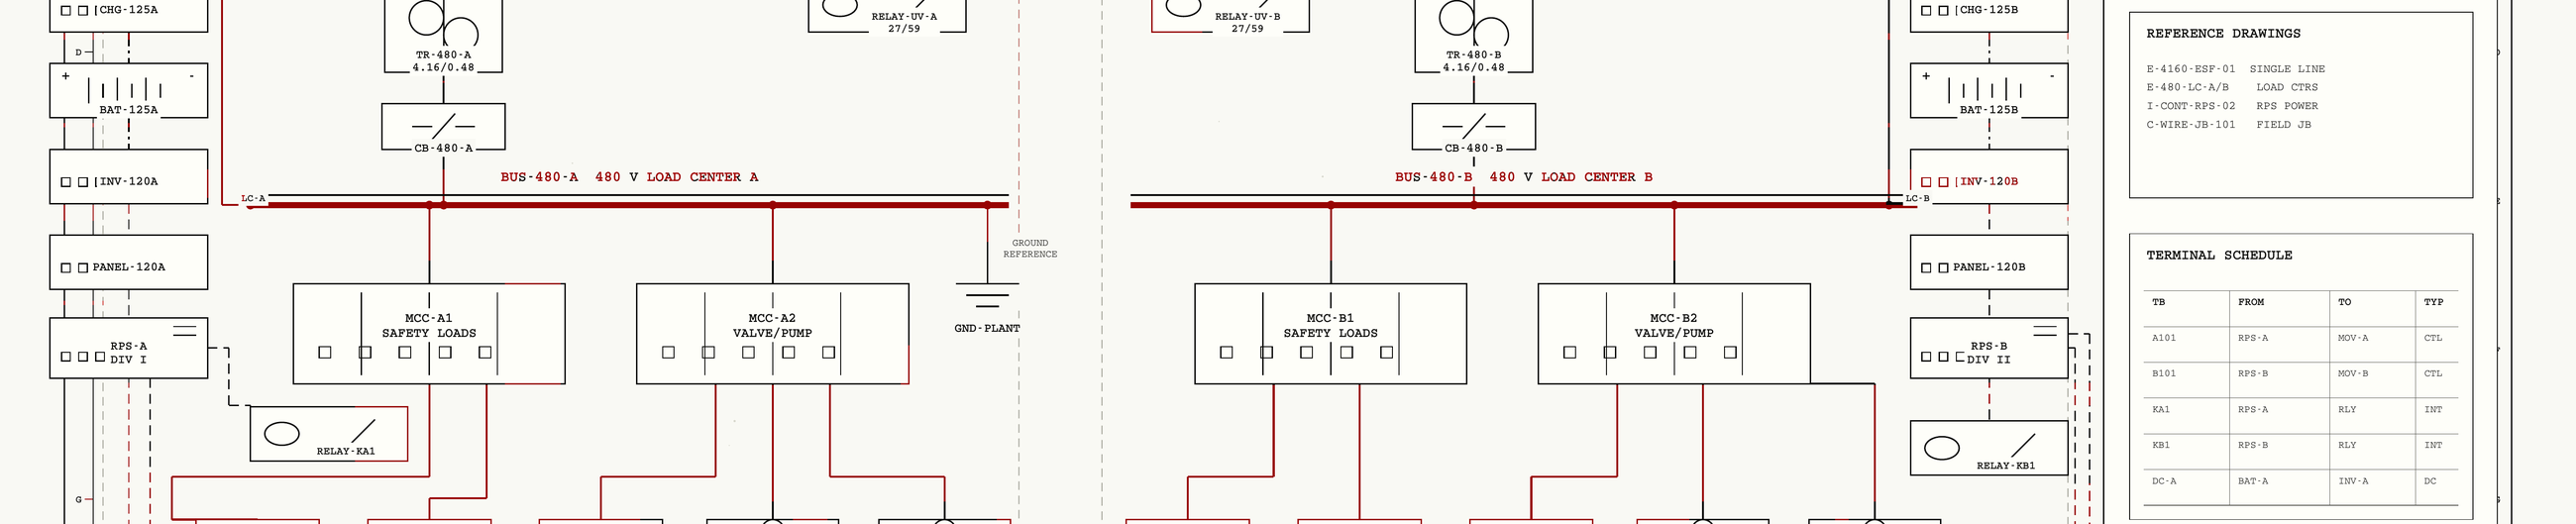 CHG-125A
D
+ -
BAT-125A
INV-120A
PANEL-120A
RPS-A
DIV I
RELAY-KA1
G
TR-480-A
4.16/0.48
CB-480-A
BUS-480-A 480 V LOAD CENTER A
LC-A
MCC-A1
SAFETY LOADS
MCC-A2
VALVE/PUMP
RELAY-UV-A
27/59
GROUND
REFERENCE
GND-PLANT
RELAY-UV-B
27/59
TR-480-B
4.16/0.48
CB-480-B
BUS-480-B 480 V LOAD CENTER B
LC-B
MCC-B1
SAFETY LOADS
MCC-B2
VALVE/PUMP
CHG-125B
+ -
BAT-125B
INV-120B
PANEL-120B
RPS-B
DIV II
RELAY-KB1
REFERENCE DRAWINGS
E-4160-ESF-01 SINGLE LINE
E-480-LC-A/B LOAD CTRS
I-CONT-RPS-02 RPS POWER
C-WIRE-JB-101 FIELD JB
TERMINAL SCHEDULE
TB FROM TO TYP
A101 RPS-A MOV-A CTL
B101 RPS-B MOV-B CTL
KA1 RPS-A RLY INT
KB1 RPS-B RLY INT
DC-A BAT-A INV-A DC